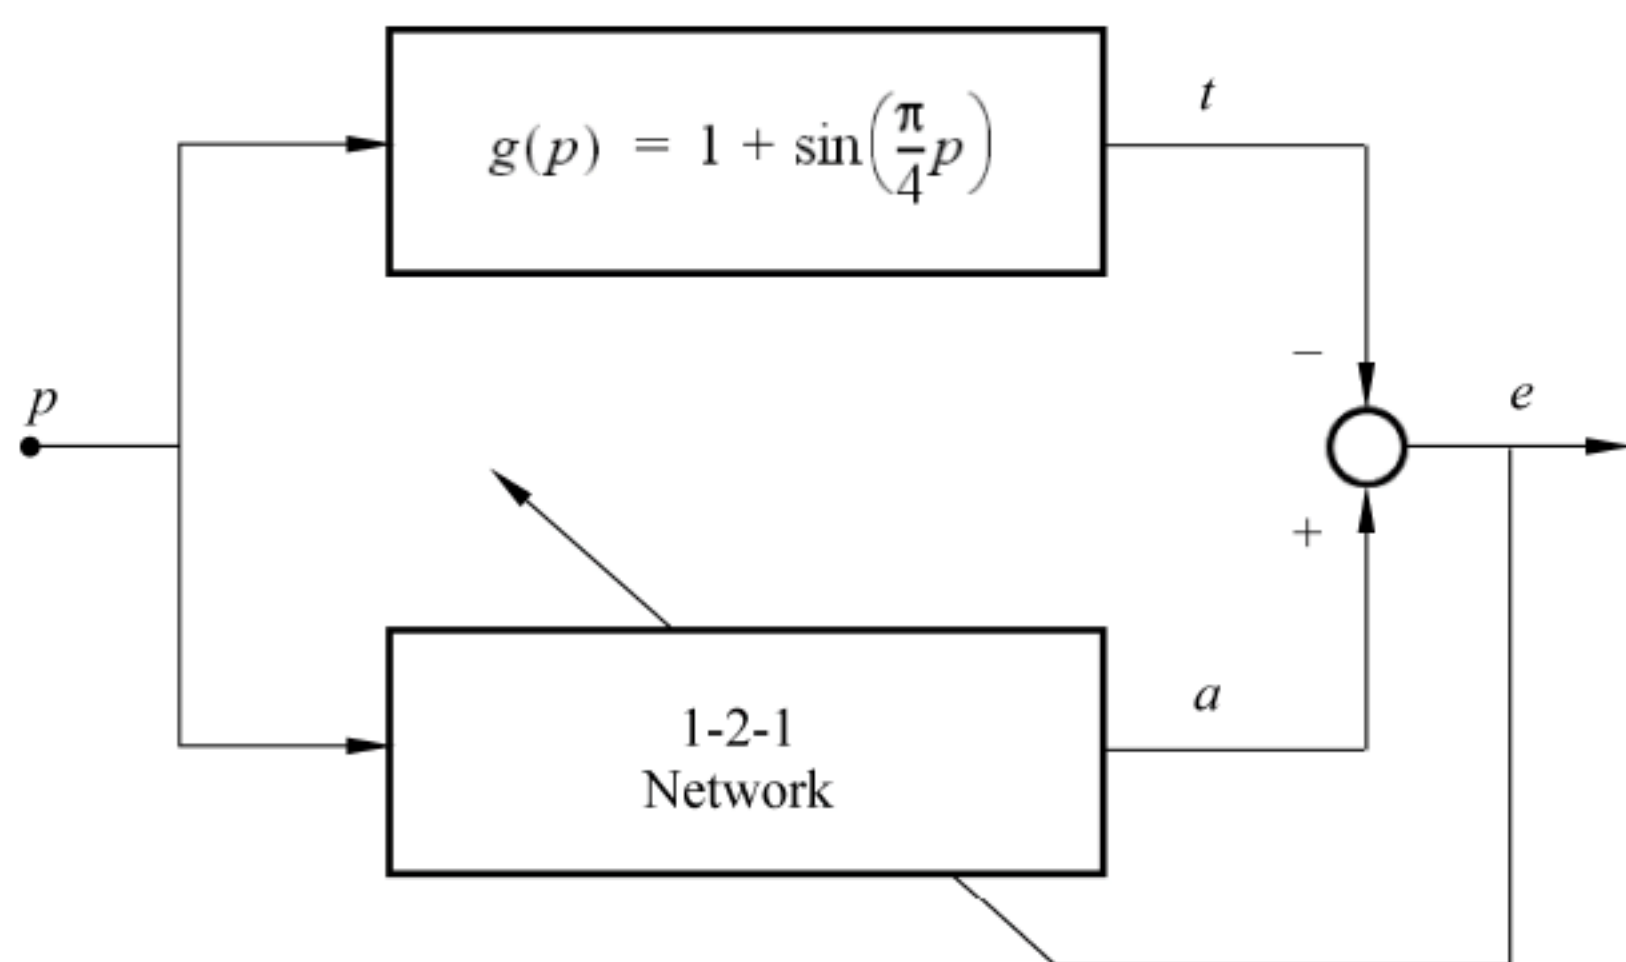 g(p) = 1 + sin(π/4 p)
t
−
p
e
+
a
1-2-1
Network